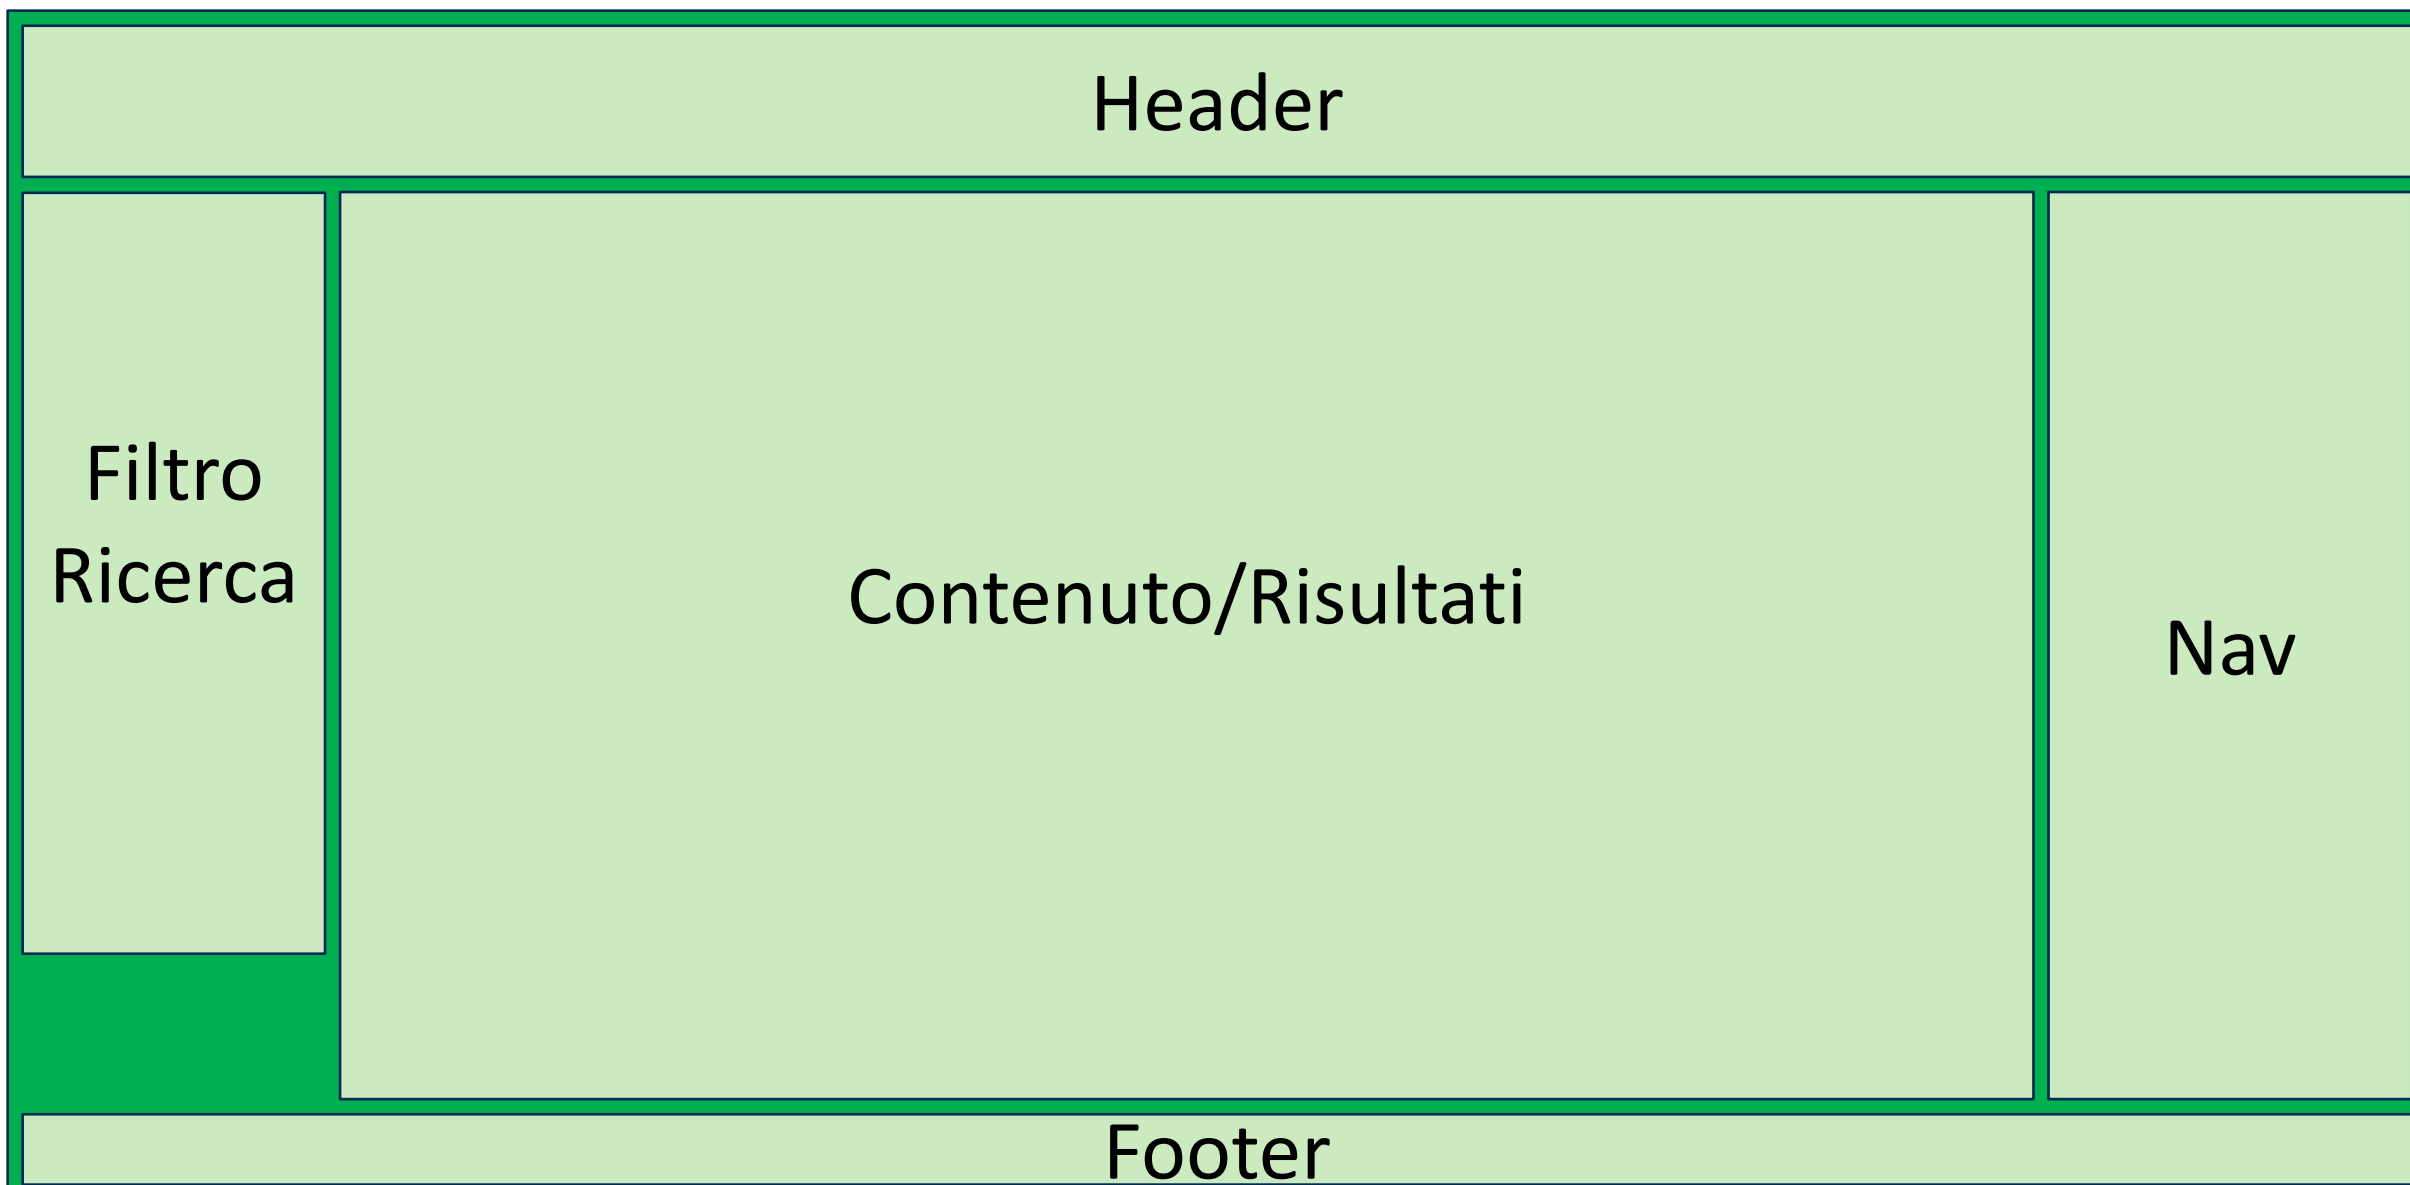 Header
Filtro
Ricerca
Contenuto/Risultati
Nav
Footer